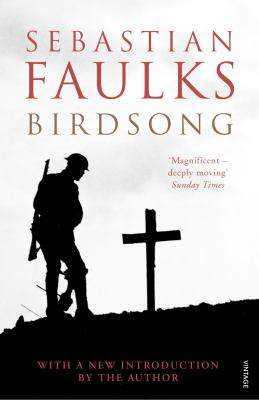 SEBASTIAN
FAULKS
BIRDSONG
‘Magnificent –
deeply moving’
Sunday Times
WITH A NEW INTRODUCTION
BY THE AUTHOR
VINTAGE